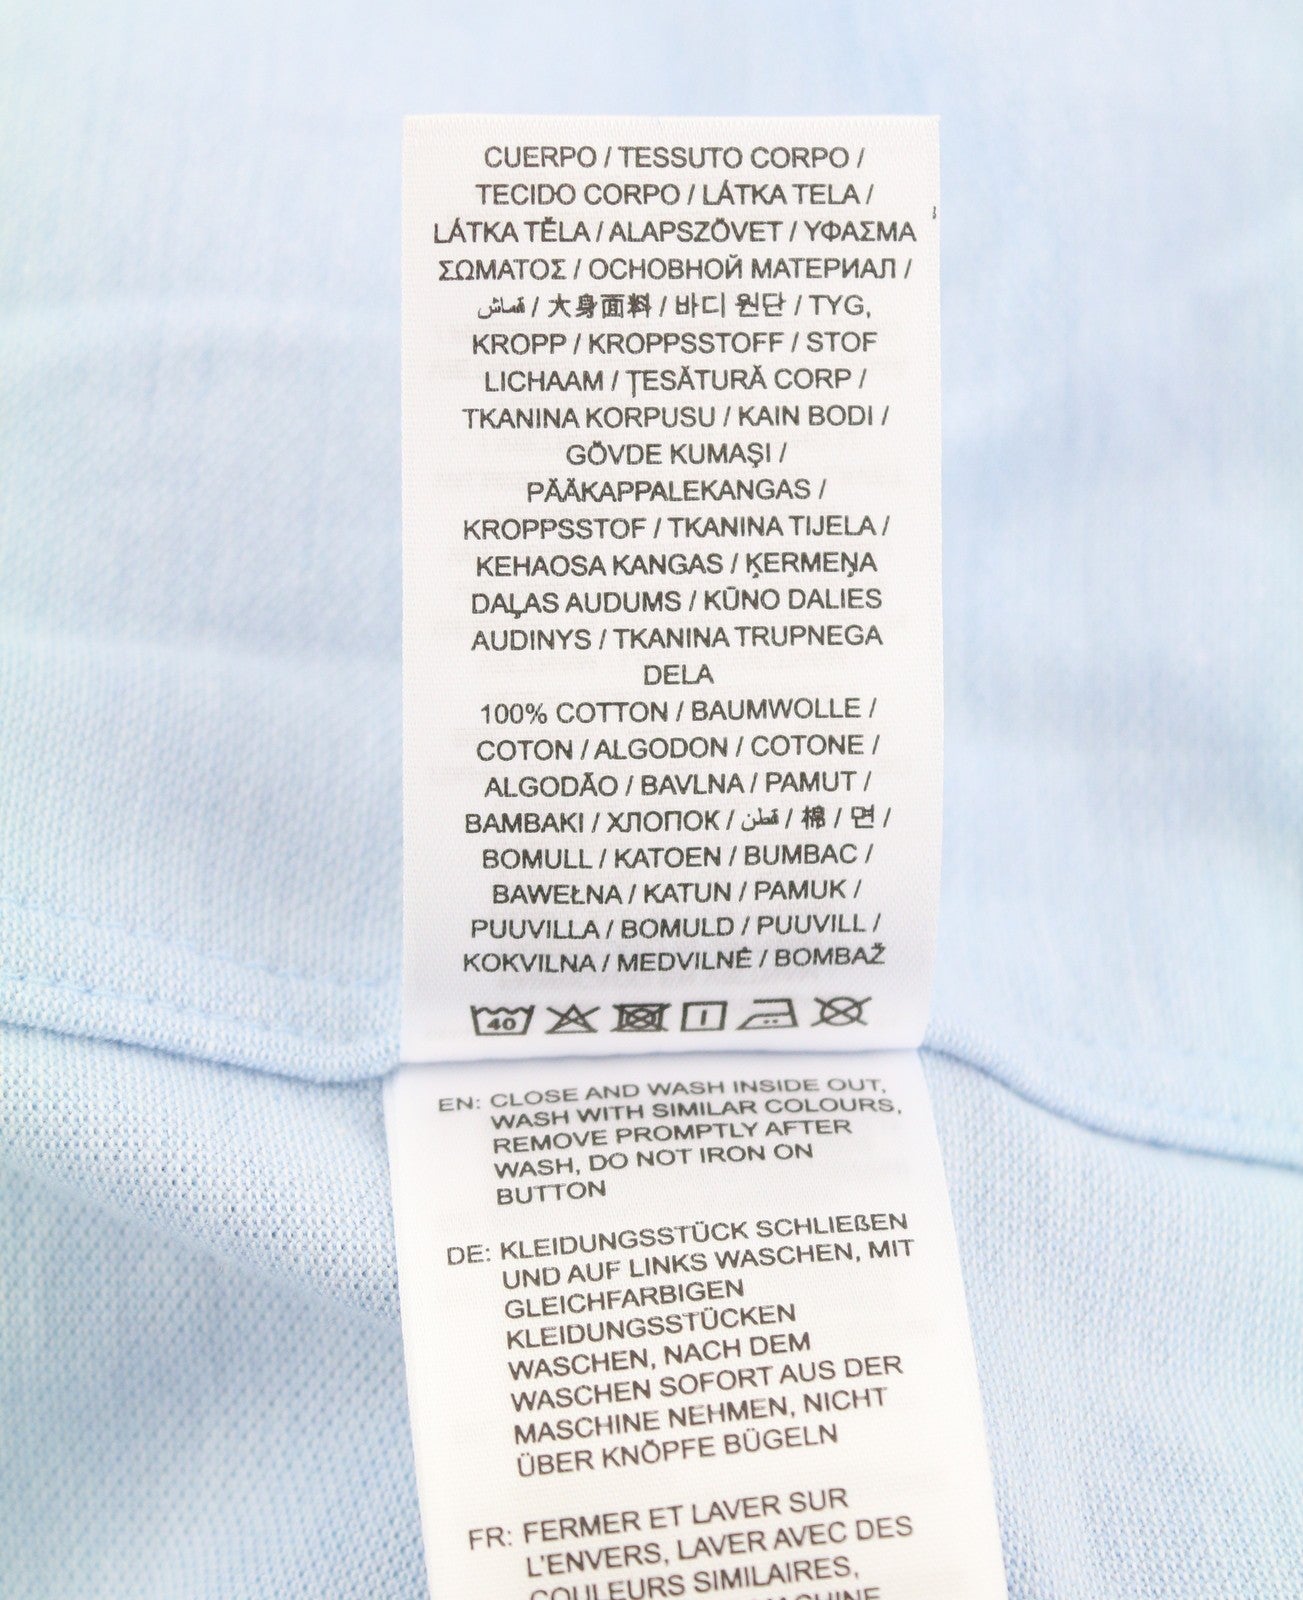 CUERPO / TESSUTO CORPO /
TECIDO CORPO / LÁTKA TELA /
LÁTKA TĚLA / ALAPSZÖVET / ΥΦΑΣΜΑ
ΣΩΜΑΤΟΣ / ОСНОВНОЙ МАТЕРИАЛ /
قماش / 大身面料 / 바디 원단 / TYG,
KROPP / KROPPSSTOFF / STOF
LICHAAM / ȚESĂTURĂ CORP /
TKANINA KORPUSU / KAIN BODI /
GÖVDE KUMAŞI /
PÄÄKAPPALEKANGAS /
KROPPSSTOF / TKANINA TIJELA /
KEHAOSA KANGAS / ĶERMEŅA
DAĻAS AUDUMS / KŪNO DALIES
AUDINYS / TKANINA TRUPNEGA
DELA
100% COTTON / BAUMWOLLE /
COTON / ALGODON / COTONE /
ALGODÃO / BAVLNA / PAMUT /
BAMBAKI / ХЛОПОК / قطن / 棉 / 면 /
BOMULL / KATOEN / BUMBAC /
BAWEŁNA / KATUN / PAMUK /
PUUVILLA / BOMULD / PUUVILL /
KOKVILNA / MEDVILNĖ / BOMBAŽ
40
EN: CLOSE AND WASH INSIDE OUT,
WASH WITH SIMILAR COLOURS,
REMOVE PROMPTLY AFTER
WASH, DO NOT IRON ON
BUTTON
DE: KLEIDUNGSSTÜCK SCHLIEßEN
UND AUF LINKS WASCHEN, MIT
GLEICHFARBIGEN
KLEIDUNGSSTÜCKEN
WASCHEN, NACH DEM
WASCHEN SOFORT AUS DER
MASCHINE NEHMEN, NICHT
ÜBER KNÖPFE BÜGELN
FR: FERMER ET LAVER SUR
L'ENVERS, LAVER AVEC DES
COULEURS SIMILAIRES,